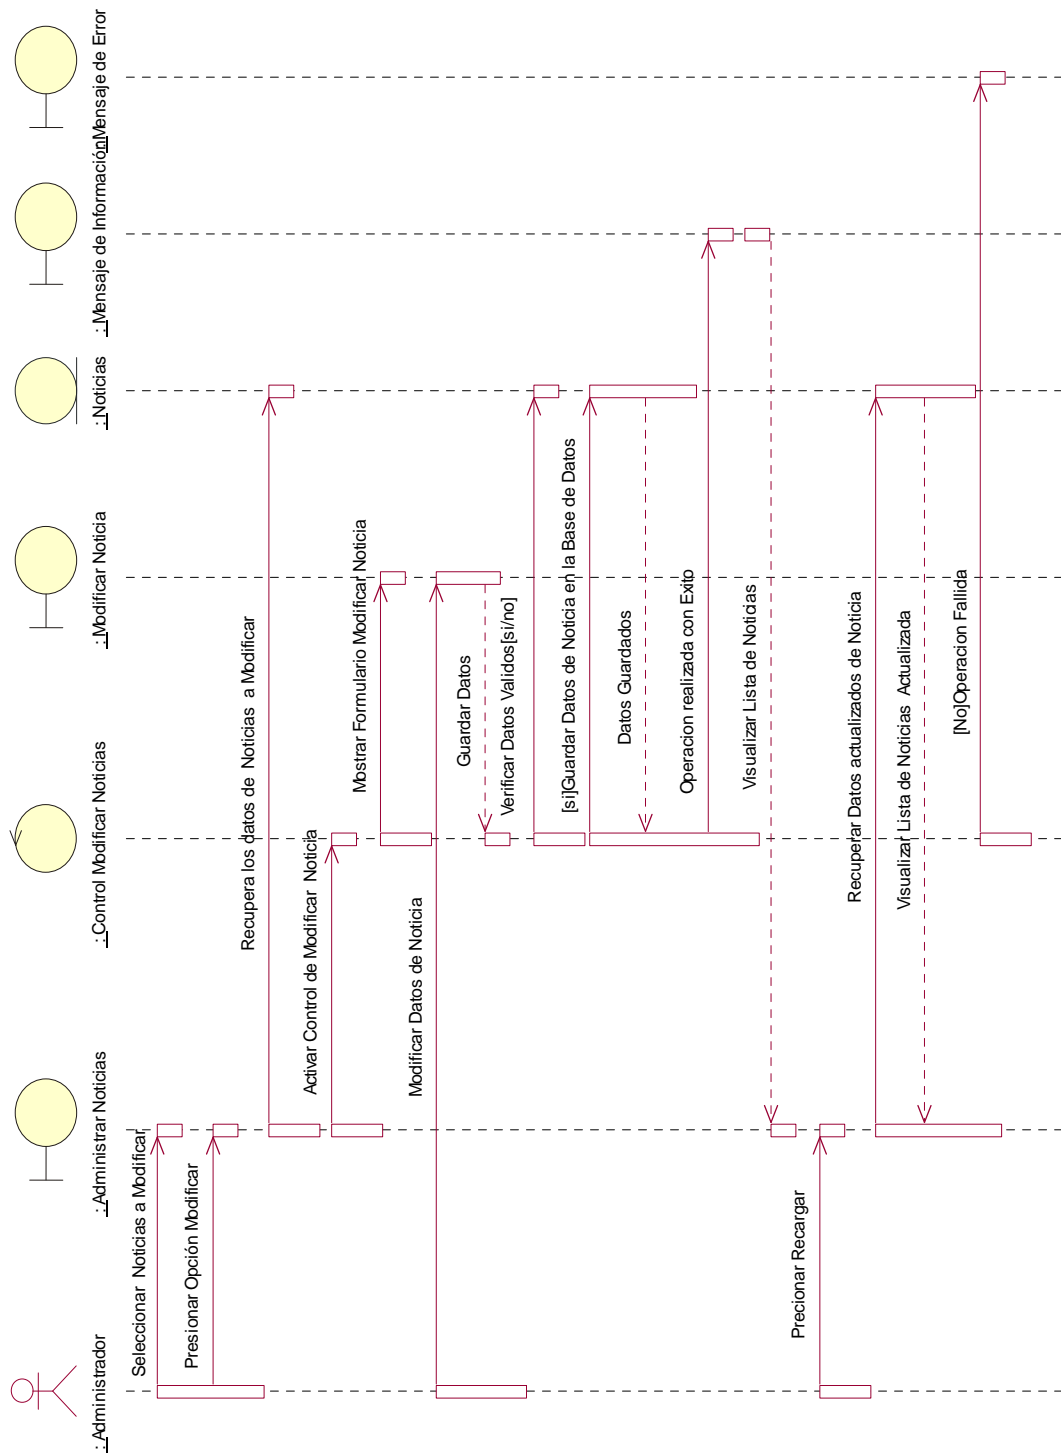 : Administrador
: Administrar Noticias
: Control Modificar Noticias
: Modificar Noticia
: Noticias
: Mensaje de Información
: Mensaje de Error
Seleccionar Noticias a Modificar
Presionar Opción Modificar
Recupera los datos de Noticias a Modificar
Activar Control de Modificar Noticia
Mostrar Formulario Modificar Noticia
Modificar Datos de Noticia
Guardar Datos
Verificar Datos Validos[si/no]
[si]Guardar Datos de Noticia en la Base de Datos
Datos Guardados
Operacion realizada con Exito
Visualizar Lista de Noticias
Precionar Recargar
Recuperar Datos actualizados de Noticia
Visualizar Lista de Noticias Actualizada
[No]Operacion Fallida